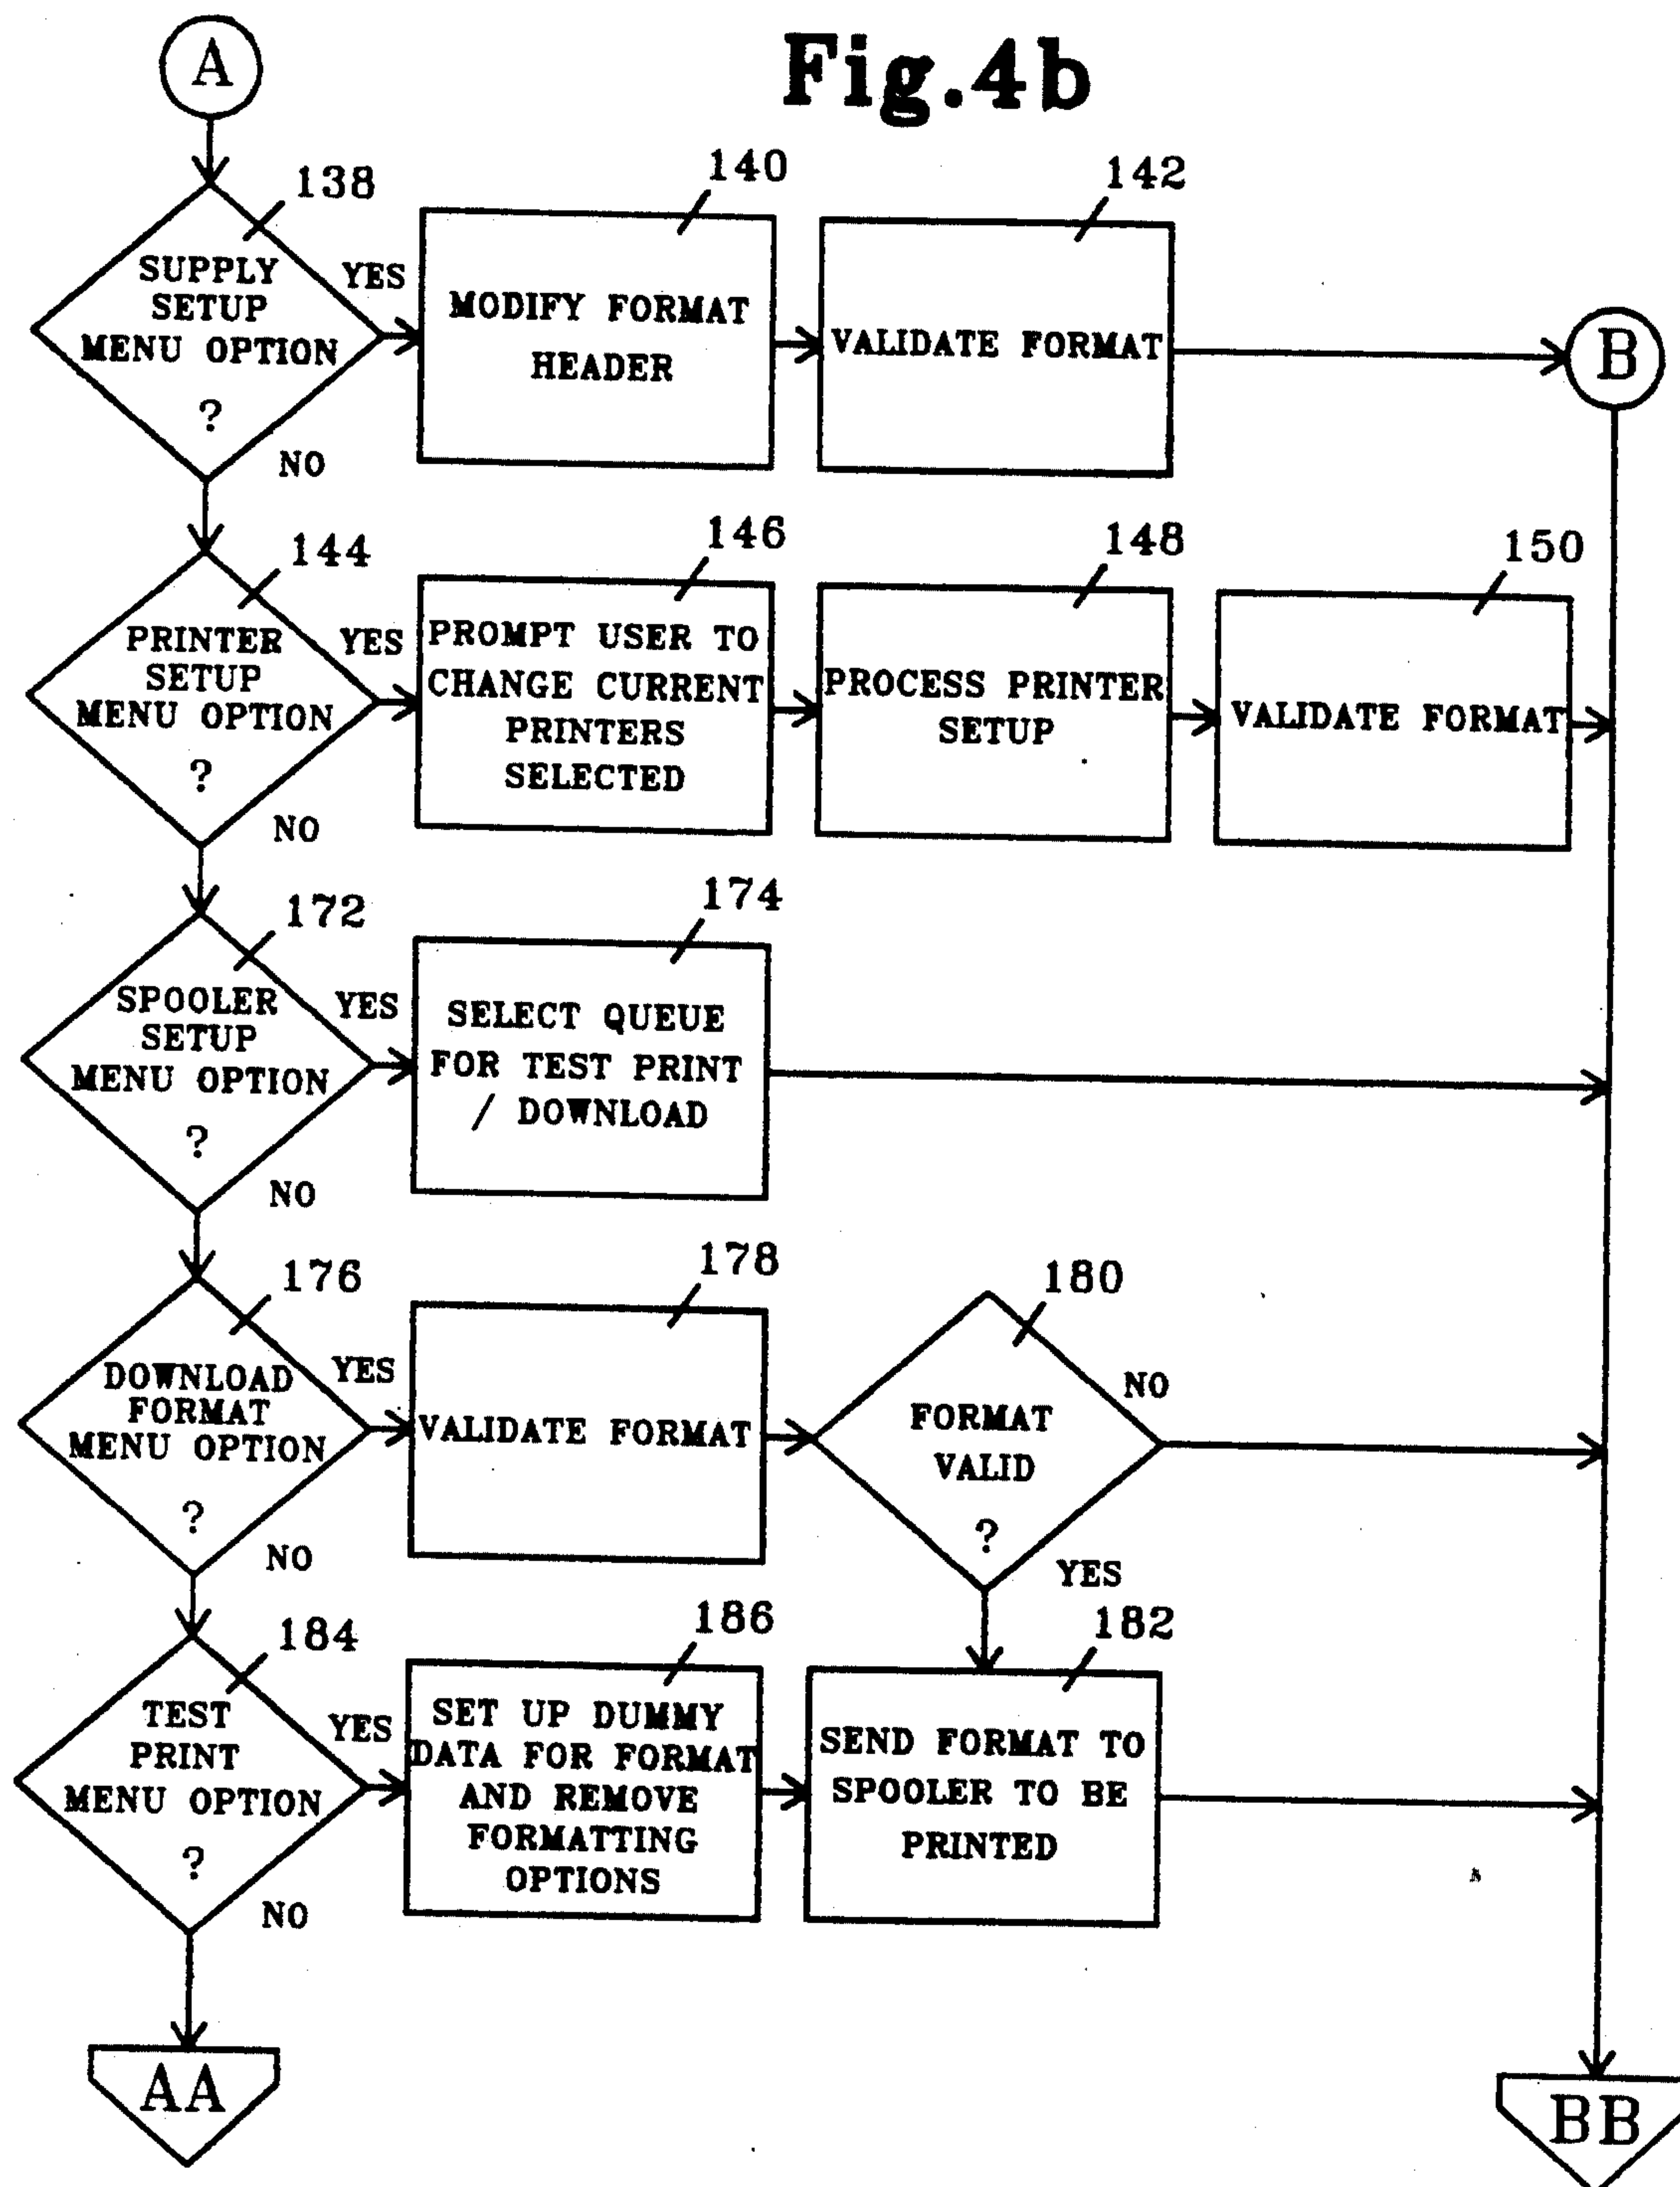 Fig.4b
A
138
SUPPLY
SETUP
MENU OPTION
?
YES
NO
140
MODIFY FORMAT
HEADER
142
VALIDATE FORMAT
B
144
PRINTER
SETUP
MENU OPTION
?
YES
NO
146
PROMPT USER TO
CHANGE CURRENT
PRINTERS
SELECTED
148
PROCESS PRINTER
SETUP
150
VALIDATE FORMAT
172
SPOOLER
SETUP
MENU OPTION
?
YES
NO
174
SELECT QUEUE
FOR TEST PRINT
/ DOWNLOAD
176
DOWNLOAD
FORMAT
MENU OPTION
?
YES
NO
178
VALIDATE FORMAT
180
FORMAT
VALID
?
NO
YES
184
TEST
PRINT
MENU OPTION
?
YES
NO
186
SET UP DUMMY
DATA FOR FORMAT
AND REMOVE
FORMATTING
OPTIONS
182
SEND FORMAT TO
SPOOLER TO BE
PRINTED
AA
BB